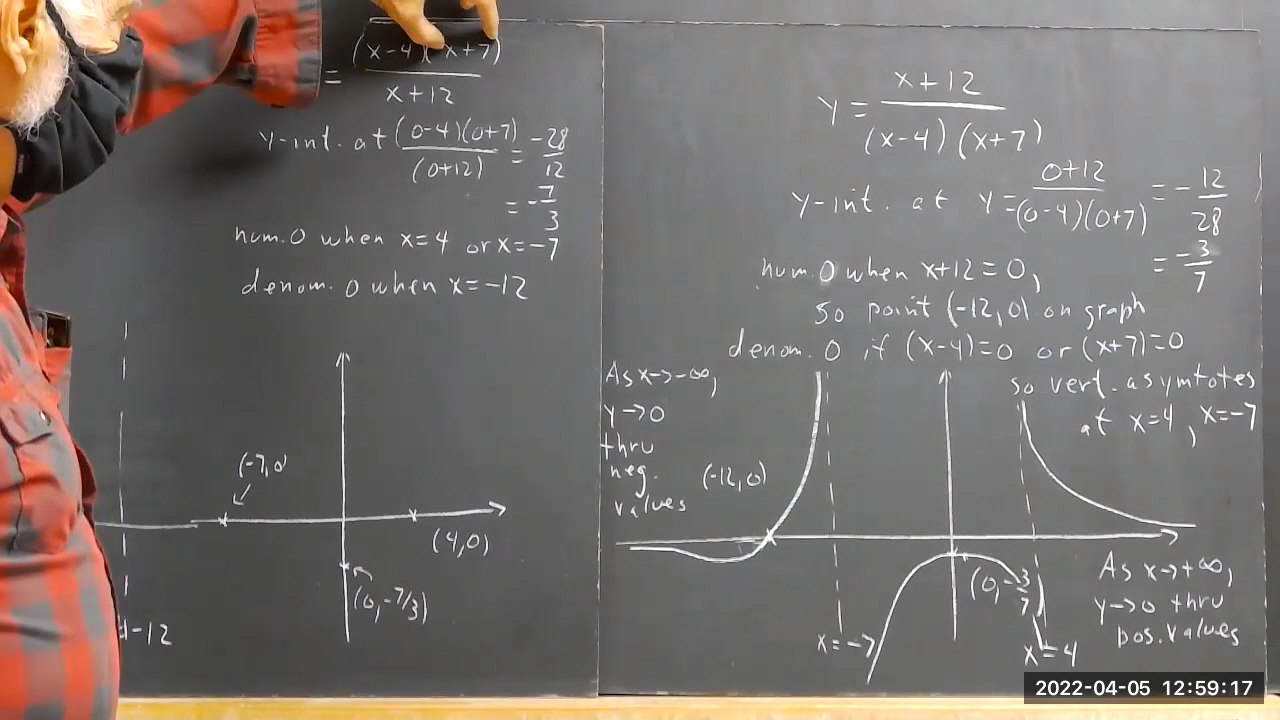 = (x-4)(x+7)
x+12
y-int. at (0-4)(0+7) = -28
(0+12) 12
= -7
3
num. 0 when x=4 or x=-7
denom. 0 when x=-12
(-7,0
(4,0)
(0,-7/3)
-12
y = x+12
(x-4)(x+7)
y-int. at y= 0+12 = - 12
(0-4)(0+7) 28
= -3
7
num. 0 when x+12=0,
so point (-12,0) on graph
denom. 0 if (x-4)=0 or (x+7)=0
so vert. asymtotes
at x=4, x=-7
As x→-∞,
y→0
thru
neg.
values
(-12,0)
(0,-3
7)
x=-7
x=4
As x→+∞,
y→0 thru
pos. values
2022-04-05 12:59:17